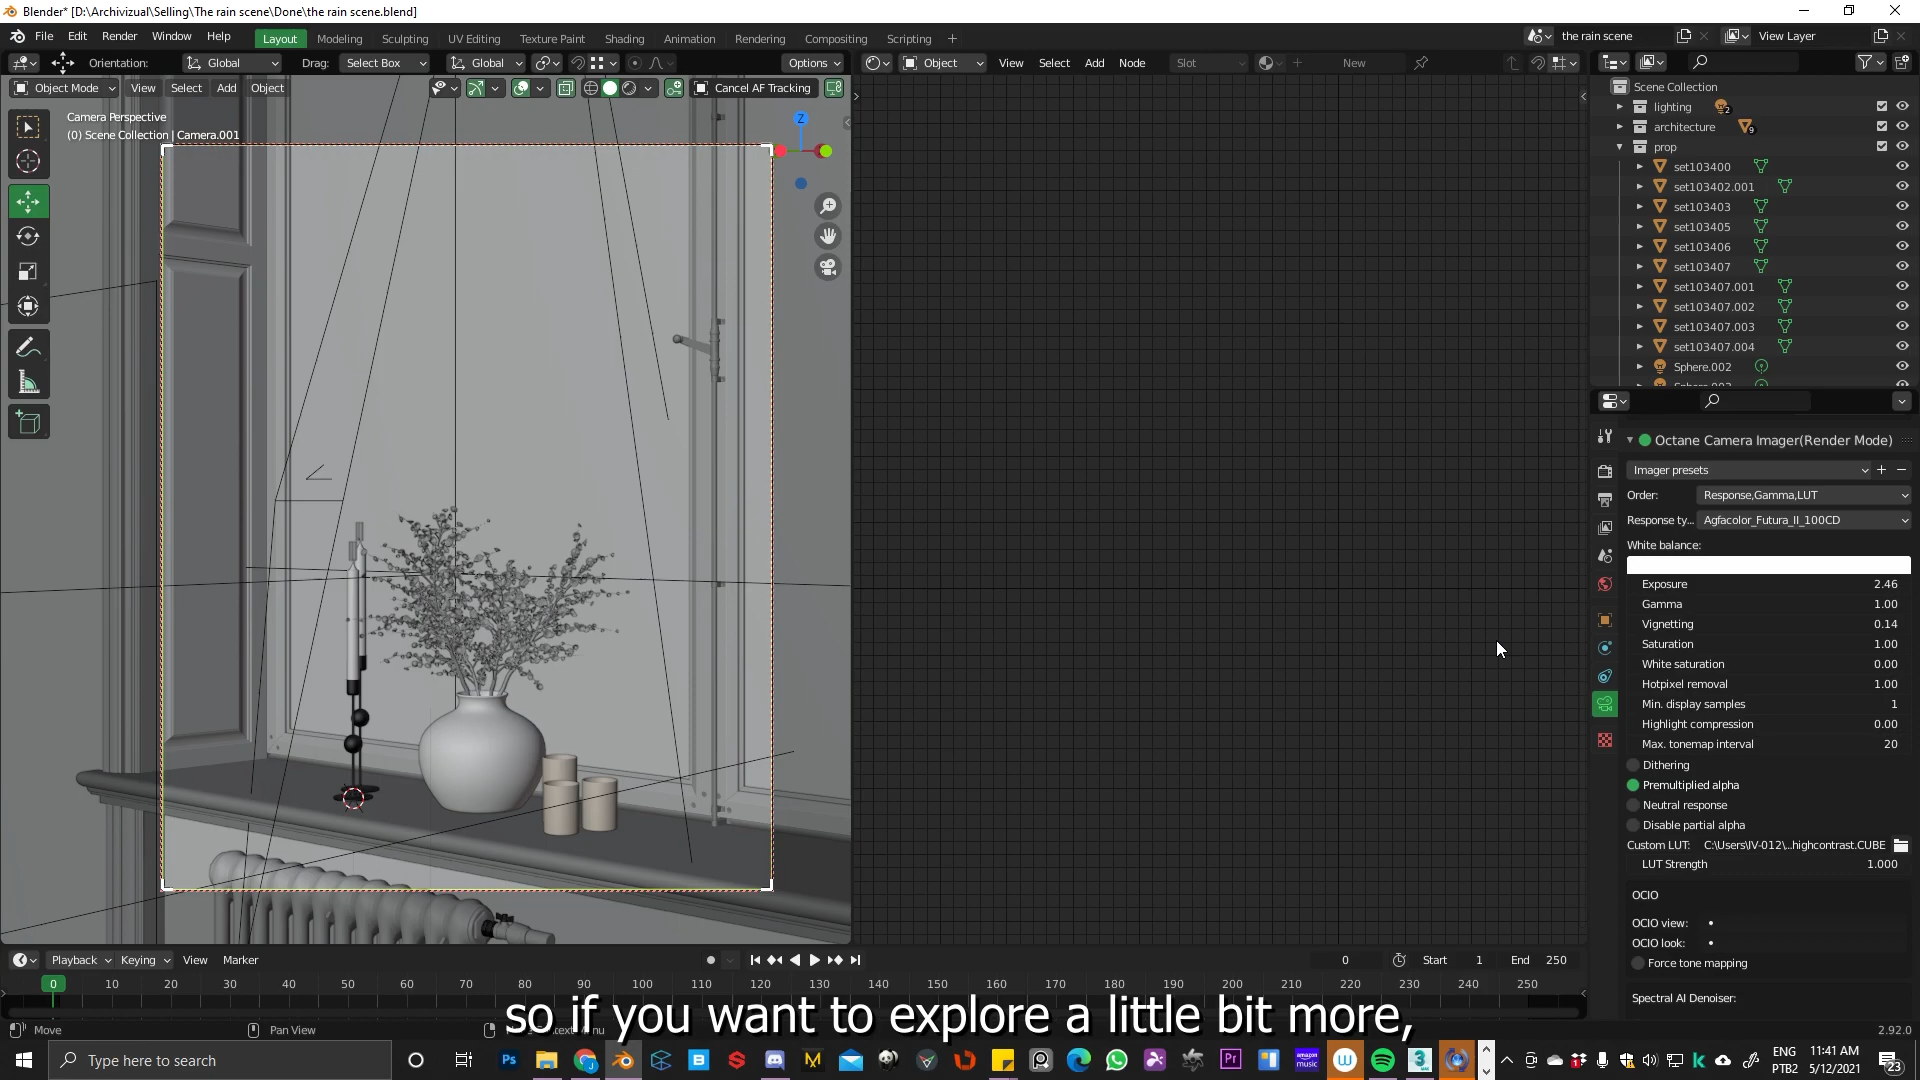 Blender* [D:\Archivizual\Selling\The rain scene\Done\the rain scene.blend]
File Edit Render Window Help Layout Modeling Sculpting UV Editing Texture Paint Shading Animation Rendering Compositing Scripting the rain scene View Layer
Orientation: Global Drag: Select Box Global Options Object View Select Add Node Slot New
Object Mode View Select Add Object Cancel AF Tracking
Camera Perspective
(0) Scene Collection | Camera.001
Z
Scene Collection
lighting 2
architecture 9
prop
set103400
set103402.001
set103403
set103405
set103406
set103407
set103407.001
set103407.002
set103407.003
set103407.004
Sphere.002
Octane Camera Imager(Render Mode)
Imager presets
Order: Response,Gamma,LUT
Response ty... Agfacolor_Futura_II_100CD
White balance:
Exposure 2.46
Gamma 1.00
Vignetting 0.14
Saturation 1.00
White saturation 0.00
Hotpixel removal 1.00
Min. display samples 1
Highlight compression 0.00
Max. tonemap interval 20
Dithering
Premultiplied alpha
Neutral response
Disable partial alpha
Custom LUT: C:\Users\IV-012\...highcontrast.CUBE
LUT Strength 1.000
OCIO
OCIO view:
OCIO look:
Force tone mapping
Spectral AI Denoiser:
Playback Keying View Marker 0 Start 1 End 250
0 10 20 30 40 50 60 70 80 90 100 110 120 130 140 150 160 170 180 190 200 210 220 230 240 250
so if you want to explore a little bit more,
Move Pan View 2.92.0
Type here to search
ENG 11:41 AM
PTB2 5/12/2021 23